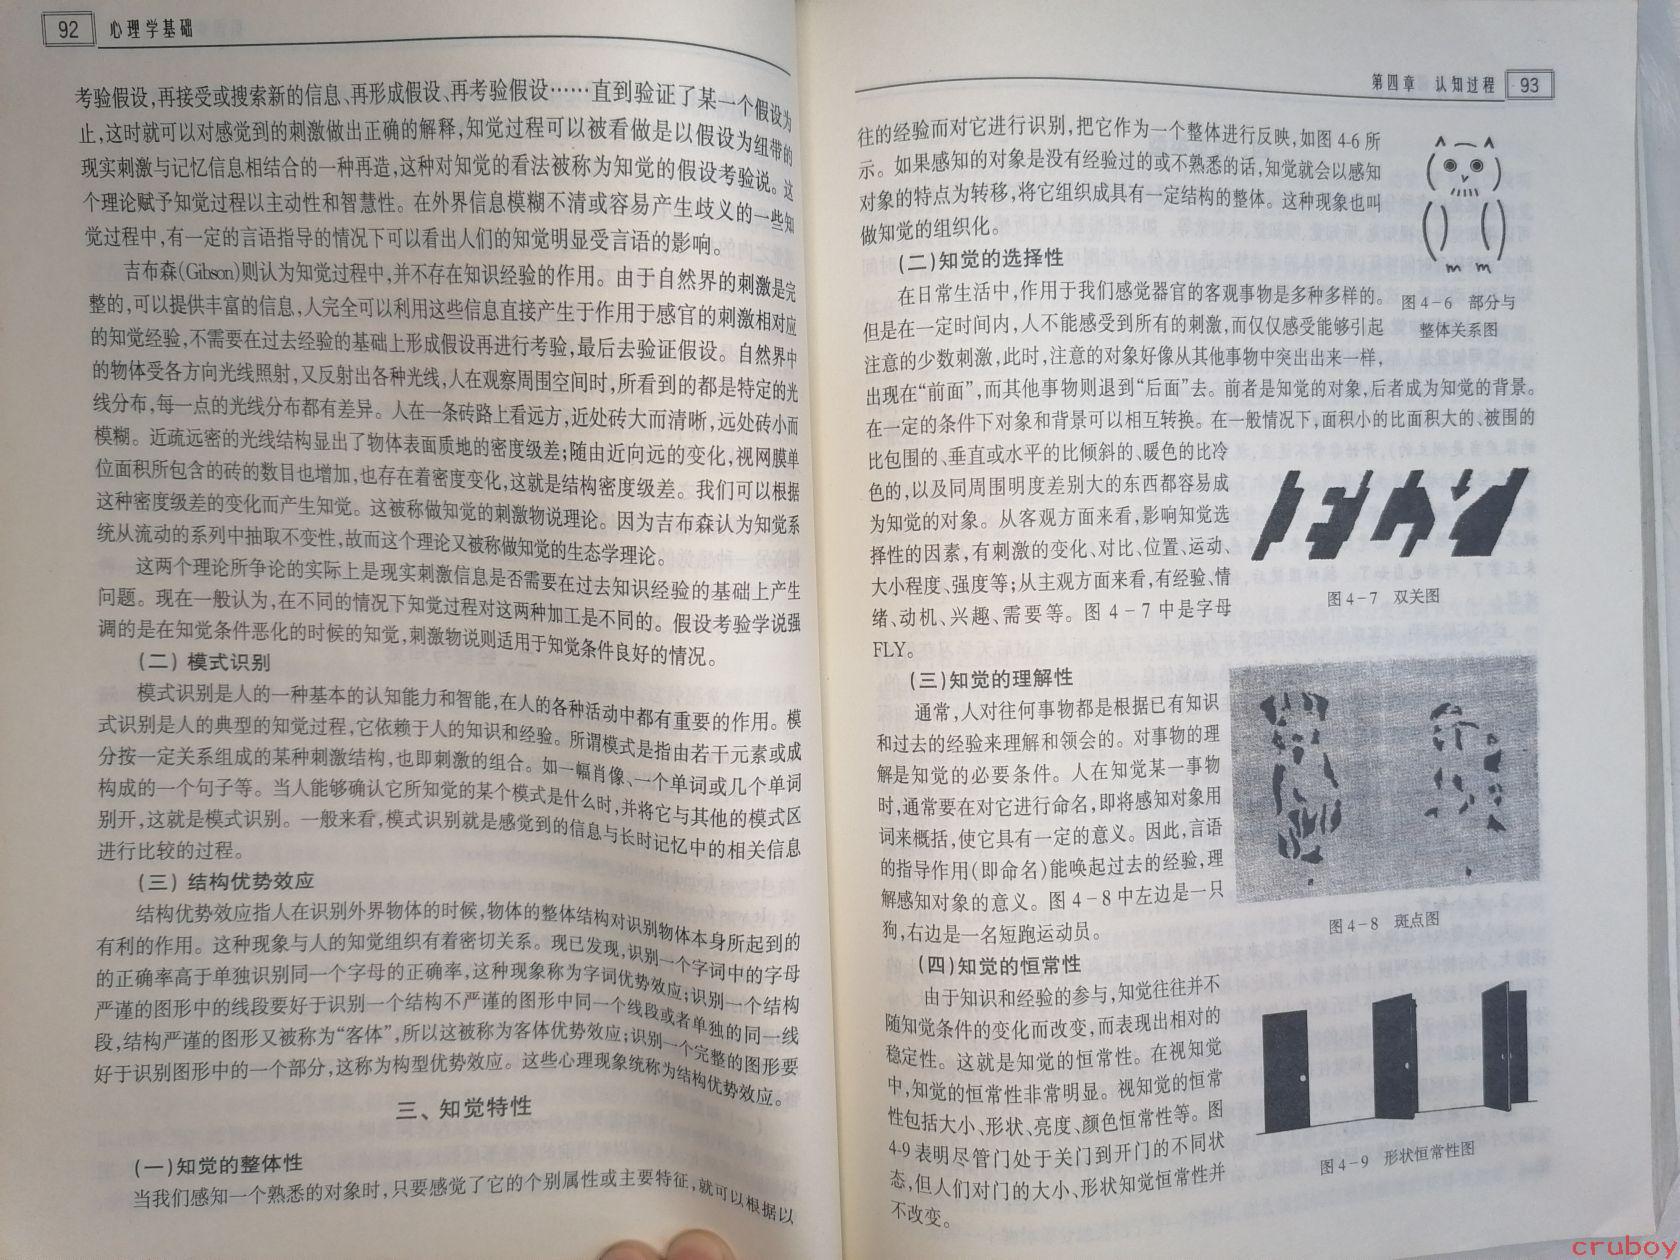 92 心理学基础
考验假设,再接受或搜索新的信息、再形成假设、再考验假设……直到验证了某一个假设为
止,这时就可以对感觉到的刺激做出正确的解释,知觉过程可以被看做是以假设为纽带的
现实刺激与记忆信息相结合的一种再造,这种对知觉的看法被称为知觉的假设考验说。这
个理论赋予知觉过程以主动性和智慧性。在外界信息模糊不清或容易产生歧义的一些知
觉过程中,有一定的言语指导的情况下可以看出人们的知觉明显受言语的影响。
吉布森(Gibson)则认为知觉过程中,并不存在知识经验的作用。由于自然界的刺激是完
整的,可以提供丰富的信息,人完全可以利用这些信息直接产生于作用于感官的刺激相对应
的知觉经验,不需要在过去经验的基础上形成假设再进行考验,最后去验证假设。自然界中
的物体受各方向光线照射,又反射出各种光线,人在观察周围空间时,所看到的都是特定的光
线分布,每一点的光线分布都有差异。人在一条砖路上看远方,近处砖大而清晰,远处砖小而
模糊。近疏远密的光线结构显出了物体表面质地的密度级差;随由近向远的变化,视网膜单
位面积所包含的砖的数目也增加,也存在着密度变化,这就是结构密度级差。我们可以根据
这种密度级差的变化而产生知觉。这被称做知觉的刺激物说理论。因为吉布森认为知觉系
统从流动的系列中抽取不变性,故而这个理论又被称做知觉的生态学理论。
这两个理论所争论的实际上是现实刺激信息是否需要在过去知识经验的基础上产生
问题。现在一般认为,在不同的情况下知觉过程对这两种加工是不同的。假设考验学说强
调的是在知觉条件恶化的时候的知觉,刺激物说则适用于知觉条件良好的情况。
(二) 模式识别
模式识别是人的一种基本的认知能力和智能,在人的各种活动中都有重要的作用。模
式识别是人的典型的知觉过程,它依赖于人的知识和经验。所谓模式是指由若干元素或成
分按一定关系组成的某种刺激结构,也即刺激的组合。如一幅肖像、一个单词或几个单词
构成的一个句子等。当人能够确认它所知觉的某个模式是什么时,并将它与其他的模式区
别开,这就是模式识别。一般来看,模式识别就是感觉到的信息与长时记忆中的相关信息
进行比较的过程。
(三) 结构优势效应
结构优势效应指人在识别外界物体的时候,物体的整体结构对识别物体本身所起到的
有利的作用。这种现象与人的知觉组织有着密切关系。现已发现,识别一个字词中的字母
的正确率高于单独识别同一个字母的正确率,这种现象称为字词优势效应;识别一个结构
严谨的图形中的线段要好于识别一个结构不严谨的图形中同一个线段或者单独的同一线
段,结构严谨的图形又被称为“客体”,所以这被称为客体优势效应;识别一个完整的图形要
好于识别图形中的一个部分,这称为构型优势效应。这些心理现象统称为结构优势效应。
三、知觉特性
(一)知觉的整体性
当我们感知一个熟悉的对象时,只要感觉了它的个别属性或主要特征,就可以根据以
第四章 认知过程 93
往的经验而对它进行识别,把它作为一个整体进行反映,如图 4-6 所
示。如果感知的对象是没有经验过的或不熟悉的话,知觉就会以感知
对象的特点为转移,将它组织成具有一定结构的整体。这种现象也叫
做知觉的组织化。
(二)知觉的选择性
在日常生活中,作用于我们感觉器官的客观事物是多种多样的。
但是在一定时间内,人不能感受到所有的刺激,而仅仅感受能够引起
注意的少数刺激,此时,注意的对象好像从其他事物中突出出来一样,
出现在“前面”,而其他事物则退到“后面”去。前者是知觉的对象,后者成为知觉的背景。
在一定的条件下对象和背景可以相互转换。在一般情况下,面积小的比面积大的、被围的
比包围的、垂直或水平的比倾斜的、暖色的比冷
色的,以及同周围明度差别大的东西都容易成
为知觉的对象。从客观方面来看,影响知觉选
择性的因素,有刺激的变化、对比、位置、运动、
大小程度、强度等;从主观方面来看,有经验、情
绪、动机、兴趣、需要等。图 4-7 中是字母
FLY。
(三)知觉的理解性
通常,人对往何事物都是根据已有知识
和过去的经验来理解和领会的。对事物的理
解是知觉的必要条件。人在知觉某一事物
时,通常要在对它进行命名,即将感知对象用
词来概括,使它具有一定的意义。因此,言语
的指导作用(即命名)能唤起过去的经验,理
解感知对象的意义。图 4-8 中左边是一只
狗,右边是一名短跑运动员。
(四)知觉的恒常性
由于知识和经验的参与,知觉往往并不
随知觉条件的变化而改变,而表现出相对的
稳定性。这就是知觉的恒常性。在视知觉
中,知觉的恒常性非常明显。视知觉的恒常
性包括大小、形状、亮度、颜色恒常性等。图
4-9 表明尽管门处于关门到开门的不同状
态,但人们对门的大小、形状知觉恒常性并
不改变。
图 4-6 部分与
整体关系图
图 4-7 双关图
图 4-8 斑点图
图 4-9 形状恒常性图
cruboy